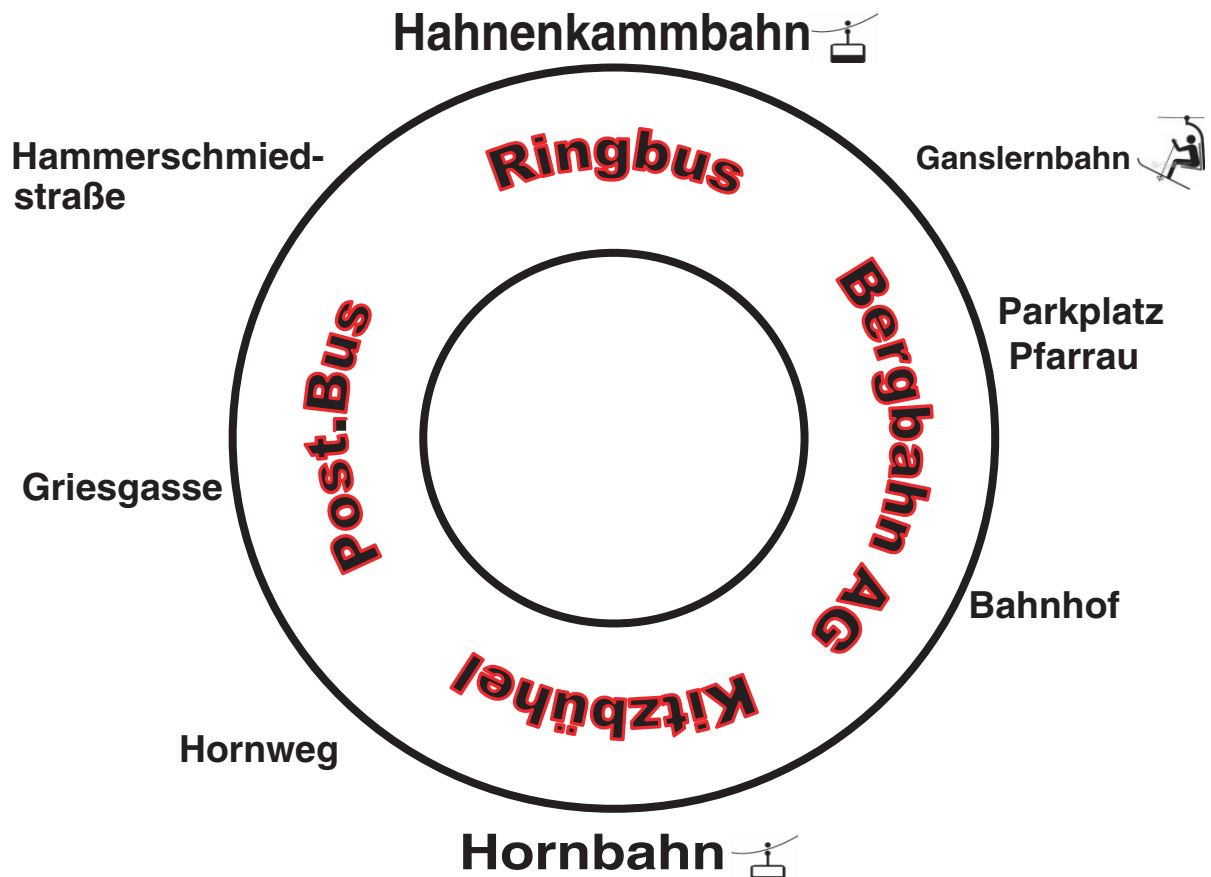 Hahnenkammbahn
Hammerschmied-
straße
Ringbus
Ganslernbahn
Parkplatz
Pfarrau
Bergbahn AG
Post.Bus
Griesgasse
Bahnhof
Kitzbühel
Hornweg
Hornbahn